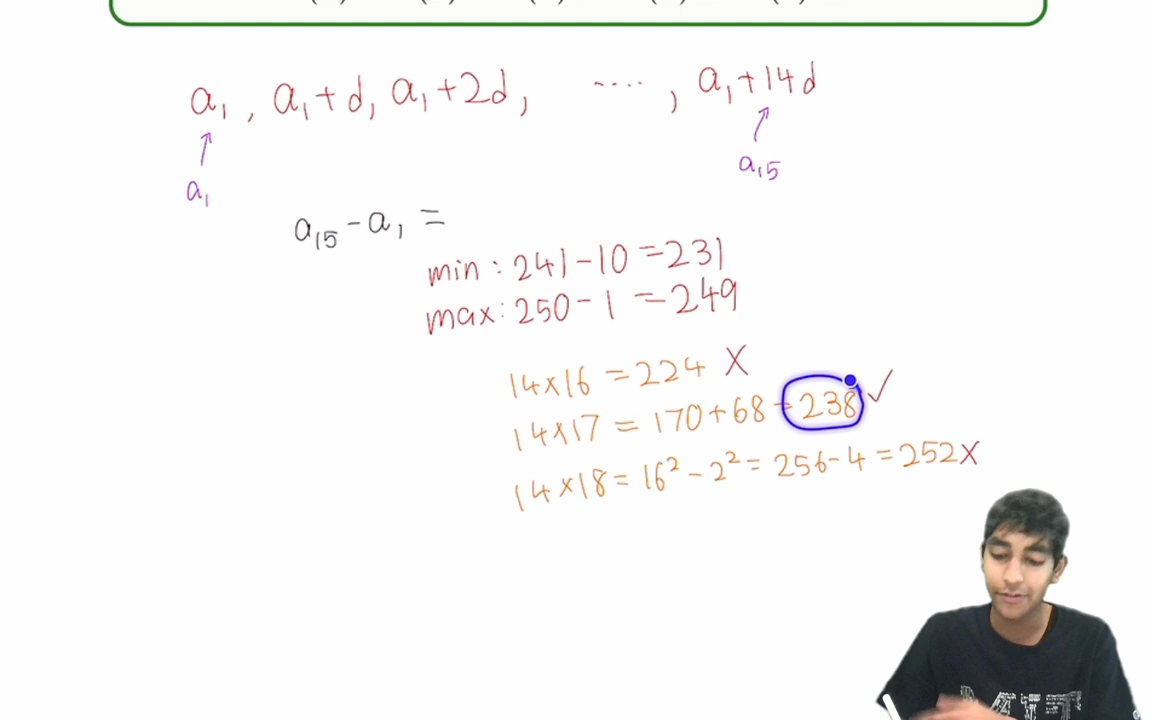 a₁, a₁+d, a₁+2d, ...., a₁+14d
a₁ a₁₅
a₁₅-a₁ =
min: 241-10=231
max: 250-1=249
14×16=224 X
14×17=170+68=238 ✓
14×18=16²-2²=256-4=252 X